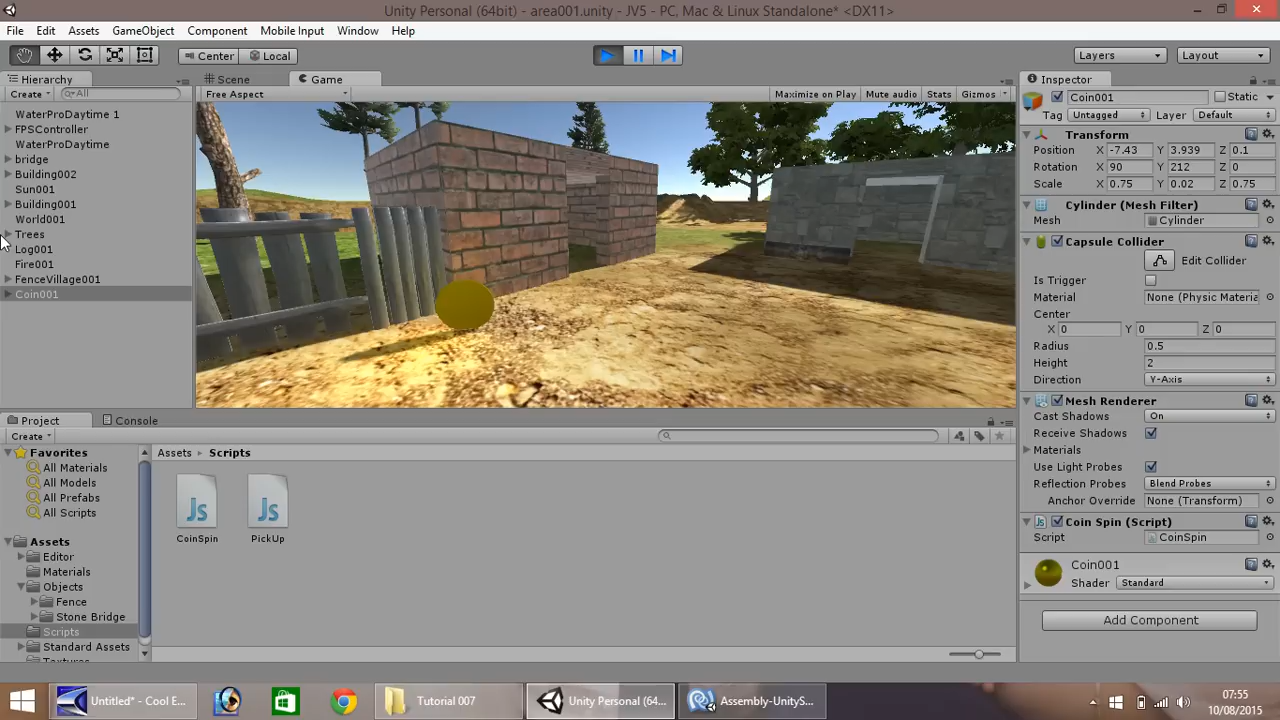 Unity Personal (64bit) - area001.unity - JV5 - PC, Mac & Linux Standalone* <DX11>
File Edit Assets GameObject Component Mobile Input Window Help
Center Local Layers Layout
Hierarchy
Create All
WaterProDaytime 1
FPSController
WaterProDaytime
bridge
Building002
Sun001
Building001
World001
Trees
Log001
Fire001
FenceVillage001
Coin001
Scene Game
Free Aspect Maximize on Play Mute audio Stats Gizmos
Inspector
Coin001 Static
Tag Untagged Layer Default
Transform
Position X -7.43 Y 3.939 Z 0.1
Rotation X 90 Y 212 Z 0
Scale X 0.75 Y 0.02 Z 0.75
Cylinder (Mesh Filter)
Mesh Cylinder
Capsule Collider
Edit Collider
Is Trigger
Material None (Physic Materia
Center
X 0 Y 0 Z 0
Radius 0.5
Height 2
Direction Y-Axis
Mesh Renderer
Cast Shadows On
Receive Shadows
Materials
Use Light Probes
Reflection Probes Blend Probes
Anchor Override None (Transform)
Coin Spin (Script)
Script CoinSpin
Coin001
Shader Standard
Add Component
Project Console
Create
Favorites
All Materials
All Models
All Prefabs
All Scripts
Assets
Editor
Materials
Objects
Fence
Stone Bridge
Scripts
Standard Assets
Textures
Assets Scripts
Js Js
CoinSpin PickUp
Untitled* - Cool E... Tutorial 007 Unity Personal (64... Assembly-UnityS...
07:55
10/08/2015